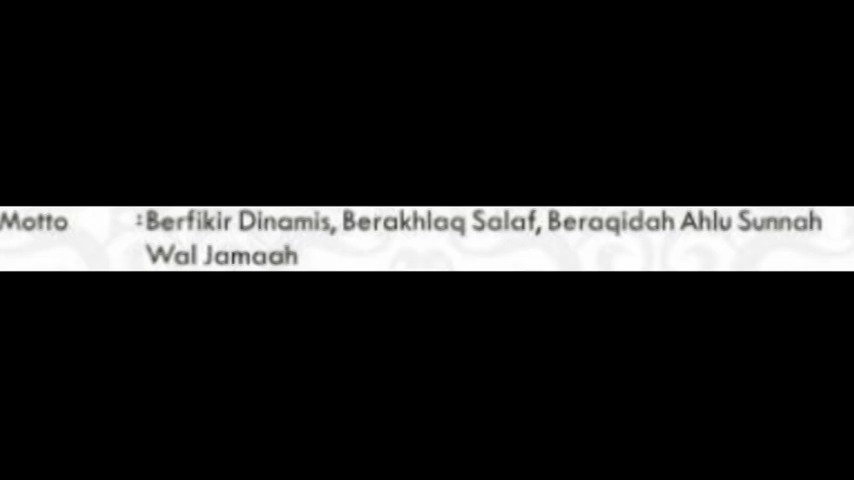 Motto :Berfikir Dinamis, Berakhlaq Salaf, Beraqidah Ahlu Sunnah
Wal Jamaah